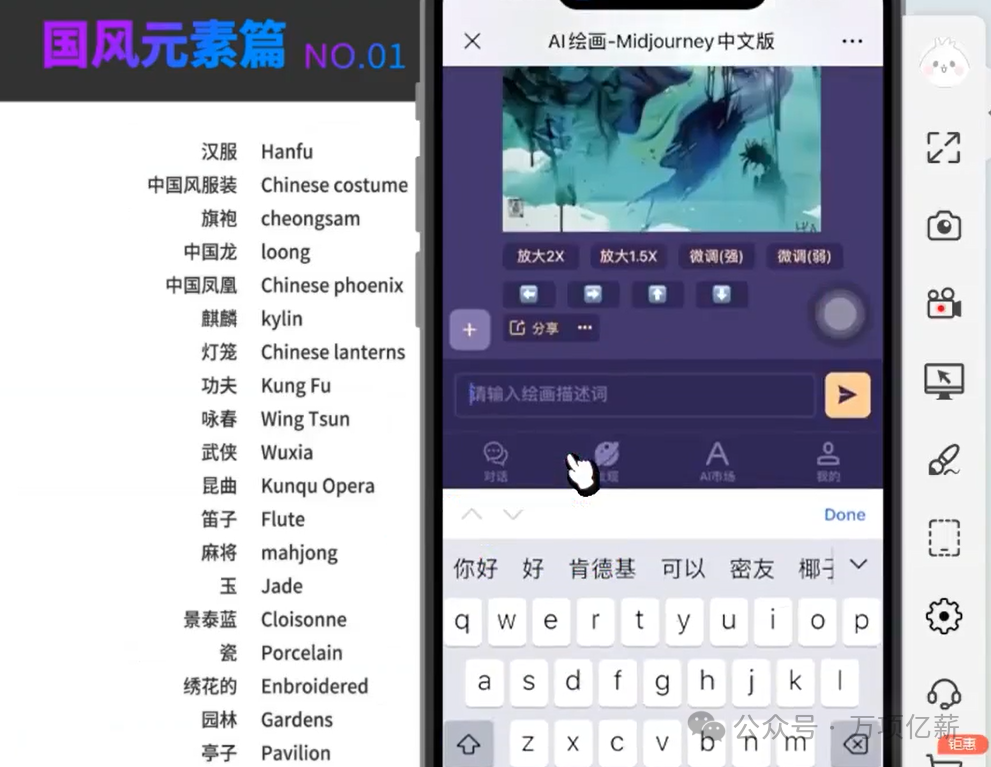 国风元素篇 NO.01
汉服 Hanfu
中国风服装 Chinese costume
旗袍 cheongsam
中国龙 loong
中国凤凰 Chinese phoenix
麒麟 kylin
灯笼 Chinese lanterns
功夫 Kung Fu
咏春 Wing Tsun
武侠 Wuxia
昆曲 Kunqu Opera
笛子 Flute
麻将 mahjong
玉 Jade
景泰蓝 Cloisonne
瓷 Porcelain
绣花的 Enbroidered
园林 Gardens
亭子 Pavilion
AI绘画-Midjourney中文版
放大2X 放大1.5X 微调(强) 微调(弱)
分享
请输入绘画描述词
对话 AI市场 我的
Done
你好 好 肯德基 可以 密友
q w e r t y u i o p
a s d f g h j k l
z x c v b n m
公众号 · 万项亿薪
钜惠